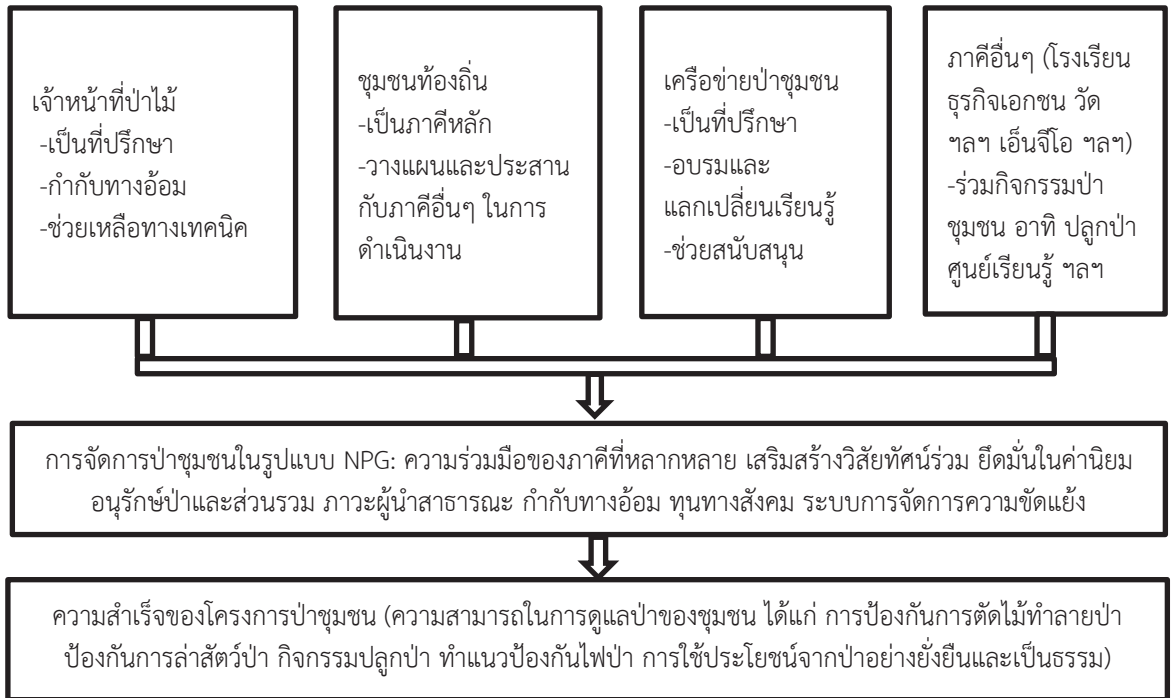 เจ้าหน้าที่ป่าไม้
-เป็นที่ปรึกษา
-กำกับทางอ้อม
-ช่วยเหลือทางเทคนิค
ชุมชนท้องถิ่น
-เป็นภาคีหลัก
-วางแผนและประสาน
กับภาคีอื่นๆ ในการ
ดำเนินงาน
เครือข่ายป่าชุมชน
-เป็นที่ปรึกษา
-อบรมและ
แลกเปลี่ยนเรียนรู้
-ช่วยสนับสนุน
ภาคีอื่นๆ (โรงเรียน
ธุรกิจเอกชน วัด
ฯลฯ เอ็นจีโอ ฯลฯ)
-ร่วมกิจกรรมป่า
ชุมชน อาทิ ปลูกป่า
ศูนย์เรียนรู้ ฯลฯ
การจัดการป่าชุมชนในรูปแบบ NPG: ความร่วมมือของภาคีที่หลากหลาย เสริมสร้างวิสัยทัศน์ร่วม ยึดมั่นในค่านิยม
อนุรักษ์ป่าและส่วนรวม ภาวะผู้นำสาธารณะ กำกับทางอ้อม ทุนทางสังคม ระบบการจัดการความขัดแย้ง
ความสำเร็จของโครงการป่าชุมชน (ความสามารถในการดูแลป่าของชุมชน ได้แก่ การป้องกันการตัดไม้ทำลายป่า
ป้องกันการล่าสัตว์ป่า กิจกรรมปลูกป่า ทำแนวป้องกันไฟป่า การใช้ประโยชน์จากป่าอย่างยั่งยืนและเป็นธรรม)